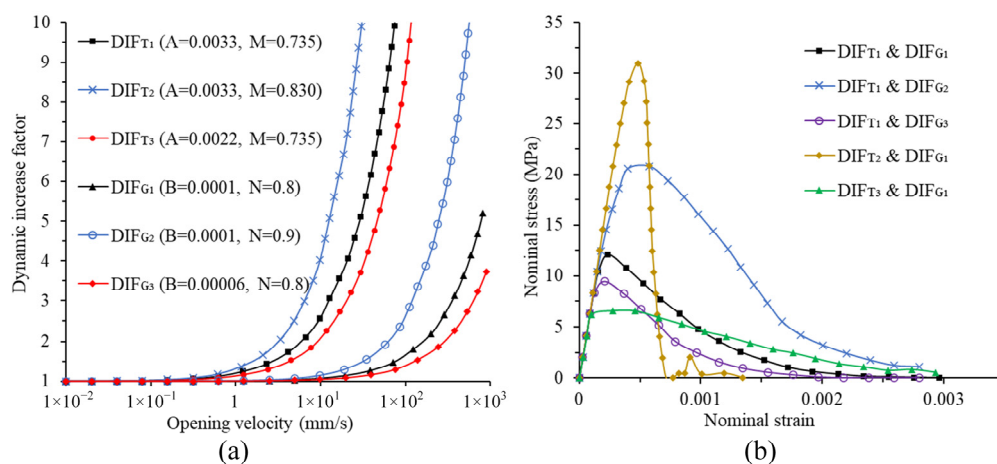 10
9
8
7
6
5
4
3
2
1
Dynamic increase factor
DIFT1 (A=0.0033, M=0.735)
DIFT2 (A=0.0033, M=0.830)
DIFT3 (A=0.0022, M=0.735)
DIFG1 (B=0.0001, N=0.8)
DIFG2 (B=0.0001, N=0.9)
DIFG3 (B=0.00006, N=0.8)
1×10⁻² 1×10⁻¹ 1 1×10¹ 1×10² 1×10³
Opening velocity (mm/s)
(a)
35
30
25
20
15
10
5
0
Nominal stress (MPa)
DIFT1 & DIFG1
DIFT1 & DIFG2
DIFT1 & DIFG3
DIFT2 & DIFG1
DIFT3 & DIFG1
0 0.001 0.002 0.003
Nominal strain
(b)